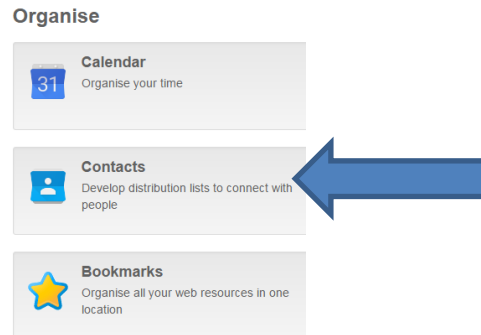 Organise
Calendar
31
Organise your time
Contacts
Develop distribution lists to connect with
people
Bookmarks
Organise all your web resources in one
location